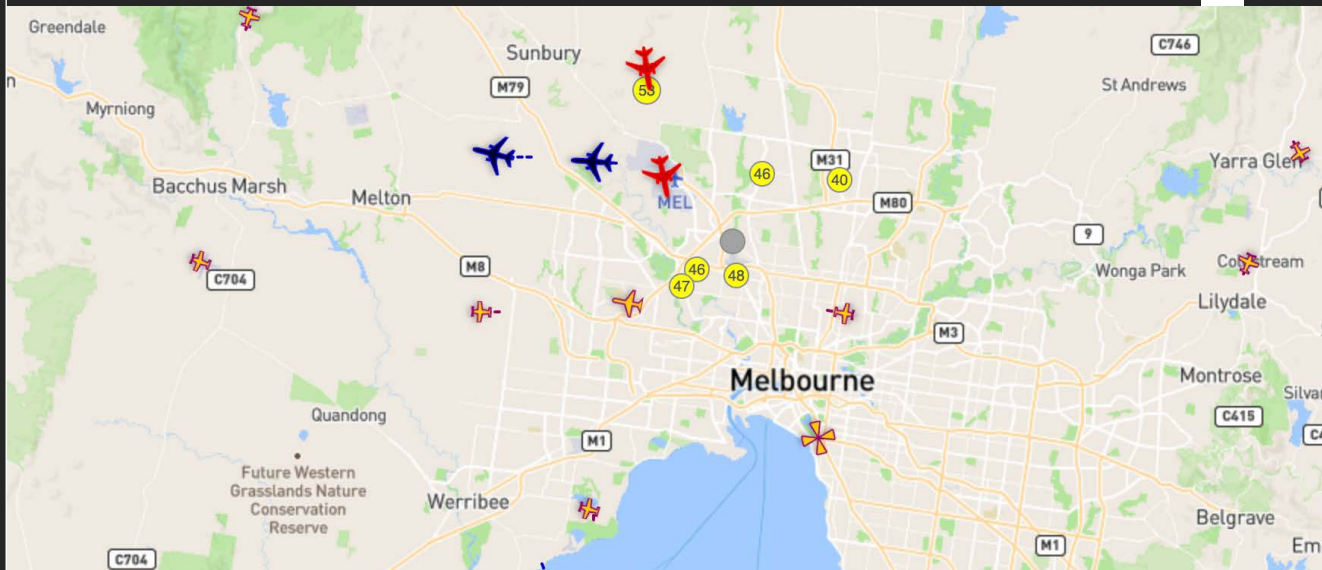 Greendale
C746
Sunbury
n
M79
St Andrews
53
Myrniong
M31
Yarra Glen
46
40
Bacchus Marsh
Melton
MEL
M80
9
M8
46
48
47
C704
Wonga Park
Coldstream
Lilydale
M3
Melbourne
Montrose
Silvan
Quandong
C415
M1
Future Western
Grasslands Nature
Conservation
Reserve
Werribee
Belgrave
M1
Em
C704